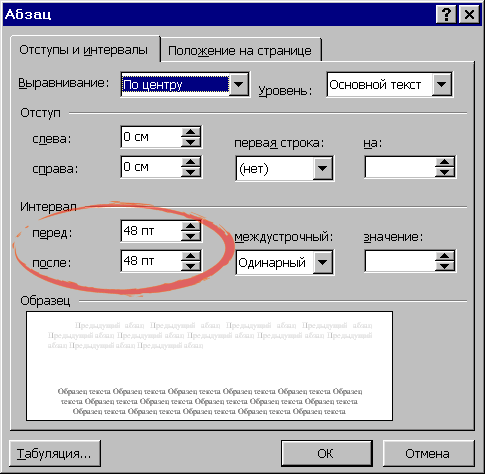 Абзац
Отступы и интервалы
Положение на странице
Выравнивание: По центру Уровень: Основной текст
Отступ
слева: 0 см первая строка: на:
справа: 0 см (нет)
Интервал
перед: 48 пт междустрочный: значение:
после: 48 пт Одинарный
Образец
Предыдущий абзац Предыдущий абзац Предыдущий абзац Предыдущий абзац
Предыдущий абзац Предыдущий абзац Предыдущий абзац Предыдущий абзац Предыдущий
абзац Предыдущий абзац Предыдущий абзац
Образец текста Образец текста Образец текста Образец текста Образец текста Образец
текста Образец текста Образец текста Образец текста Образец текста Образец текста
Образец текста Образец текста Образец текста Образец текста Образец текста
Табуляция... ОК Отмена